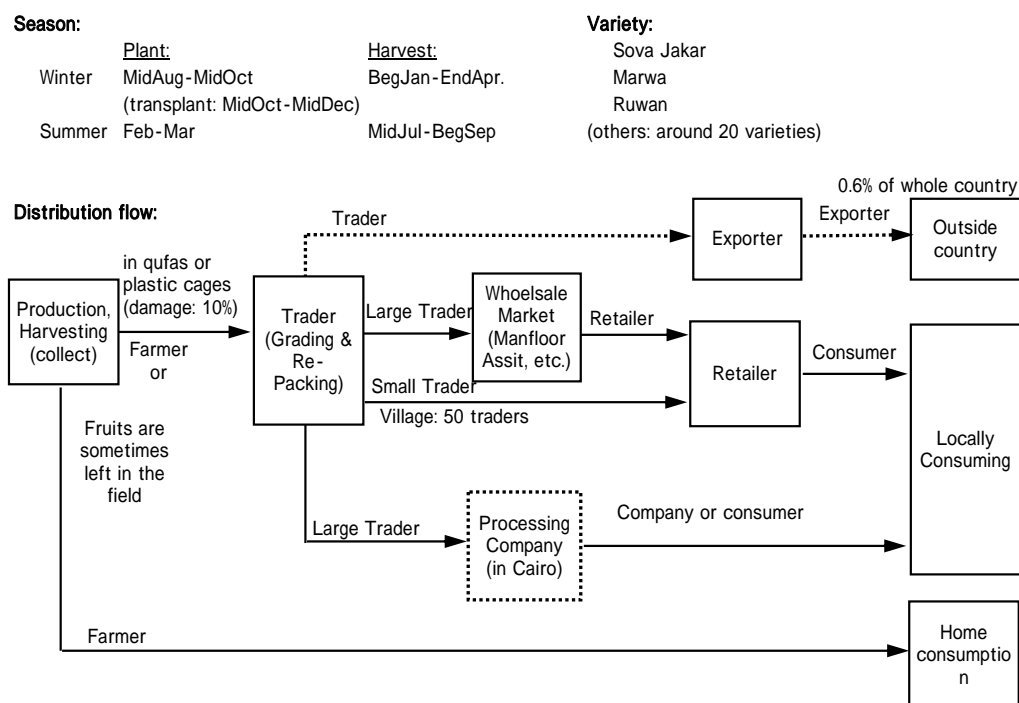 Season:
Variety:
Plant:
Harvest:
Sova Jakar
Winter MidAug-MidOct BegJan-EndApr.
Marwa
(transplant: MidOct-MidDec)
Ruwan
Summer Feb-Mar MidJul-BegSep
(others: around 20 varieties)
0.6% of whole country
Distribution flow:
Trader
Exporter
Exporter
Outside
country
in qufas or
plastic cages
(damage: 10%)
Production,
Harvesting
(collect)
Farmer
or
Trader
(Grading &
Re-
Packing)
Large Trader
Whoelsale
Market
(Manfloor
Assit, etc.)
Retailer
Retailer
Consumer
Small Trader
Village: 50 traders
Locally
Consuming
Fruits are
sometimes
left in the
field
Large Trader
Processing
Company
(in Cairo)
Company or consumer
Farmer
Home
consumptio
n